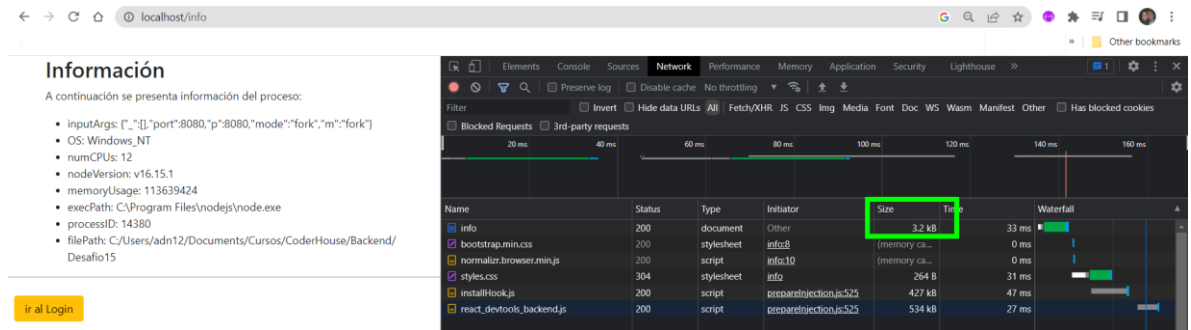 localhost/info
Other bookmarks
Información
A continuación se presenta información del proceso:
• inputArgs: {"_":[],"port":8080,"p":8080,"mode":"fork","m":"fork"}
• OS: Windows_NT
• numCPUs: 12
• nodeVersion: v16.15.1
• memoryUsage: 113639424
• execPath: C:\Program Files\nodejs\node.exe
• processID: 14380
• filePath: C:/Users/adn12/Documents/Cursos/CoderHouse/Backend/
Desafio15
ir al Login
Elements Console Sources Network Performance Memory Application Security Lighthouse » 1
Preserve log Disable cache No throttling
Filter Invert Hide data URLs All Fetch/XHR JS CSS Img Media Font Doc WS Wasm Manifest Other Has blocked cookies
Blocked Requests 3rd-party requests
20 ms 40 ms 60 ms 80 ms 100 ms 120 ms 140 ms 160 ms
Name Status Type Initiator Size Time Waterfall
info 200 document Other 3.2 kB 33 ms
bootstrap.min.css 200 stylesheet info:8 (memory ca... 0 ms
normalizr.browser.min.js 200 script info:10 (memory ca... 0 ms
styles.css 304 stylesheet info 264 B 31 ms
installHook.js 200 script prepareInjection.js:525 427 kB 47 ms
react_devtools_backend.js 200 script prepareInjection.js:525 534 kB 27 ms